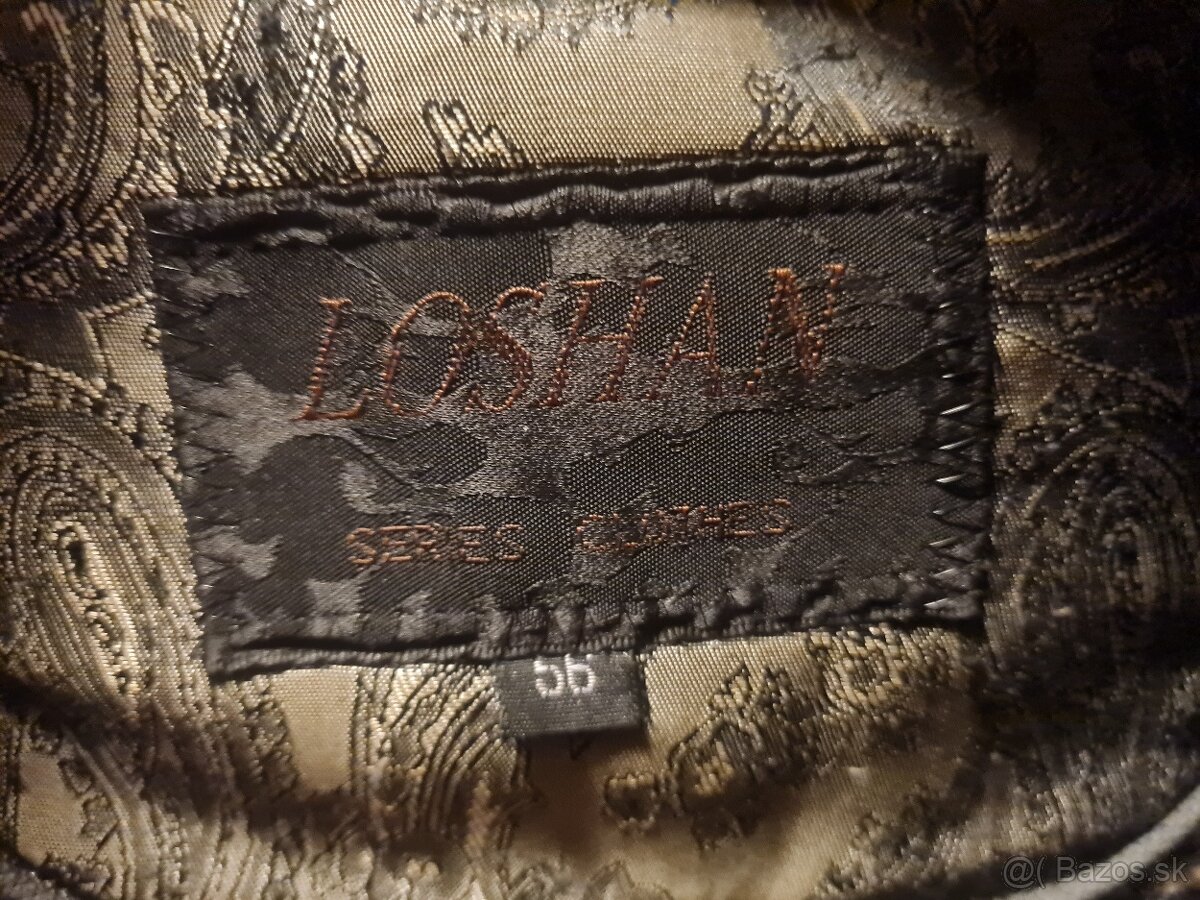 LOSHAN
SERIES CLOTHES
56
@( Bazos.sk